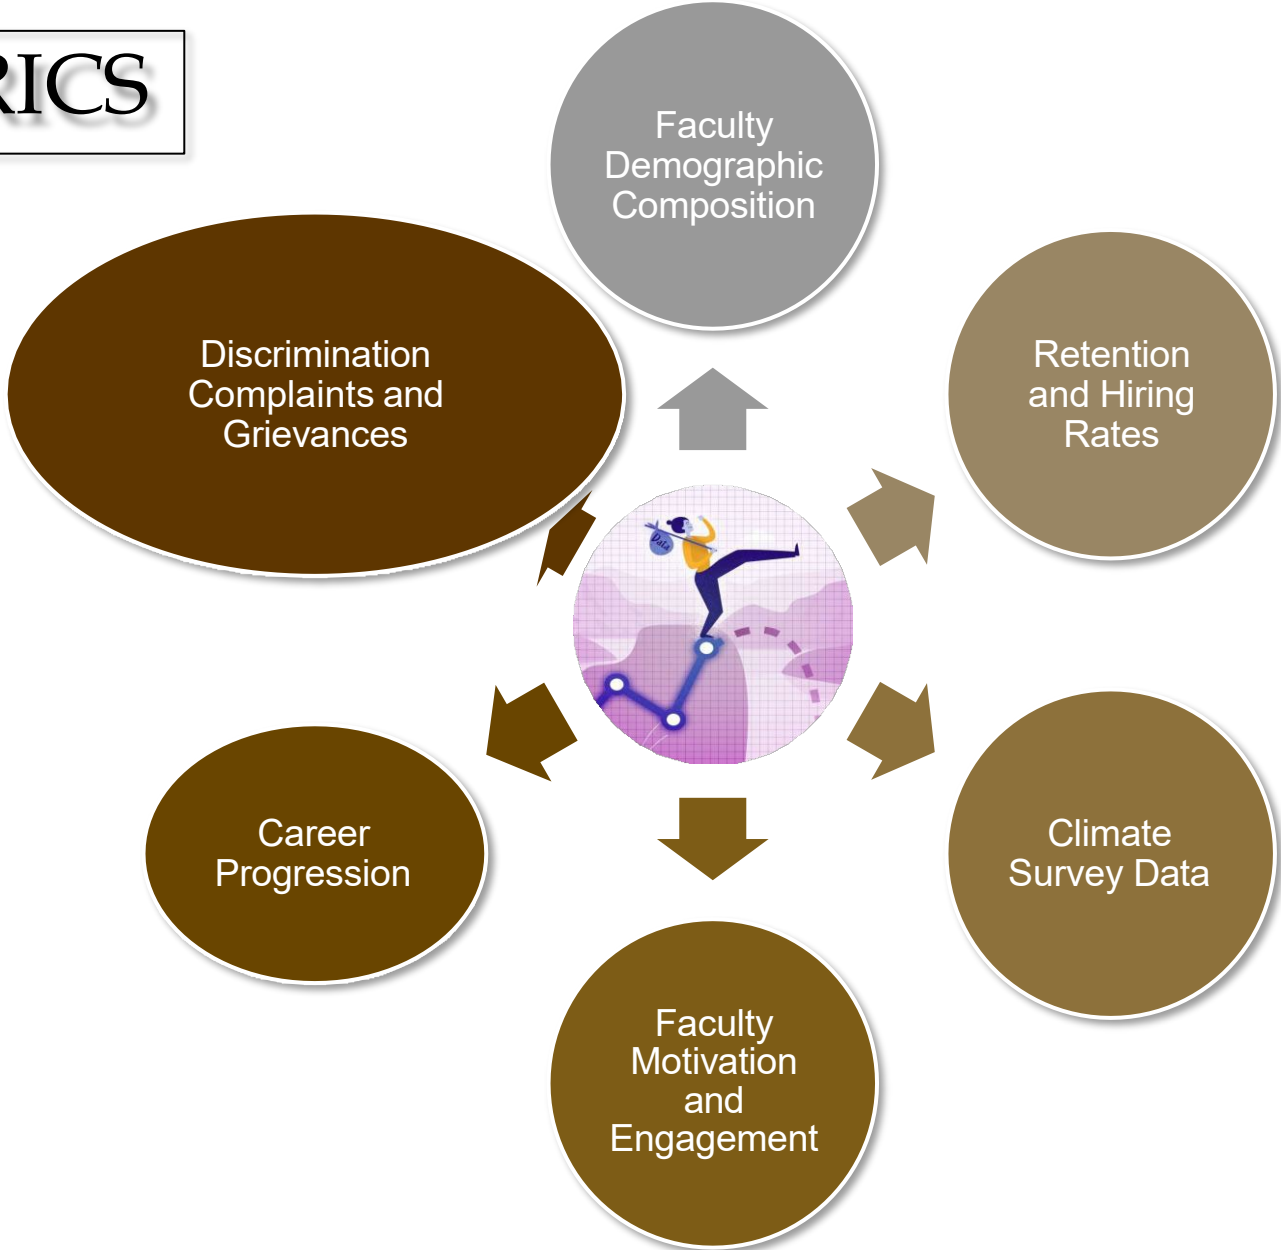 RICS
Faculty
Demographic
Composition
Discrimination
Complaints and
Grievances
Retention
and Hiring
Rates
Data
Career
Progression
Climate
Survey Data
Faculty
Motivation
and
Engagement